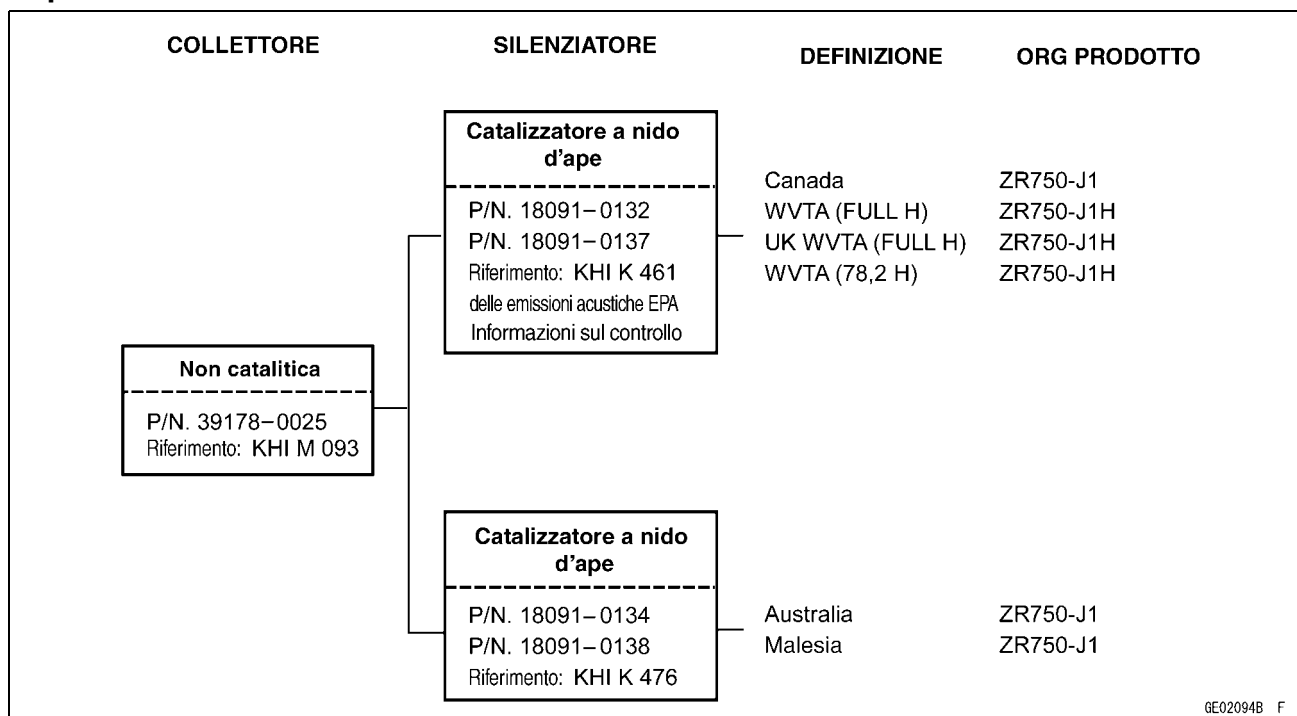 COLLETTORE
SILENZIATORE
DEFINIZIONE
ORG PRODOTTO
Catalizzatore a nido
d'ape
P/N. 18091–0132
P/N. 18091–0137
Riferimento: KHI K 461
delle emissioni acustiche EPA
Informazioni sul controllo
Canada ZR750-J1
WVTA (FULL H) ZR750-J1H
UK WVTA (FULL H) ZR750-J1H
WVTA (78,2 H) ZR750-J1H
Non catalitica
P/N. 39178–0025
Riferimento: KHI M 093
Catalizzatore a nido
d'ape
P/N. 18091–0134
P/N. 18091–0138
Riferimento: KHI K 476
Australia ZR750-J1
Malesia ZR750-J1
GE02094B F